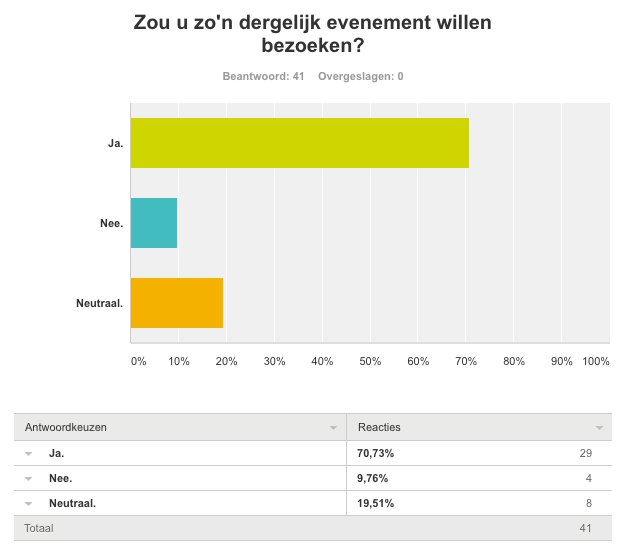 Zou u zo'n dergelijk evenement willen
bezoeken?
Beantwoord: 41 Overgeslagen: 0
Ja.
Nee.
Neutraal.
0% 10% 20% 30% 40% 50% 60% 70% 80% 90% 100%
Antwoordkeuzen Reacties
Ja. 70,73% 29
Nee. 9,76% 4
Neutraal. 19,51% 8
Totaal 41